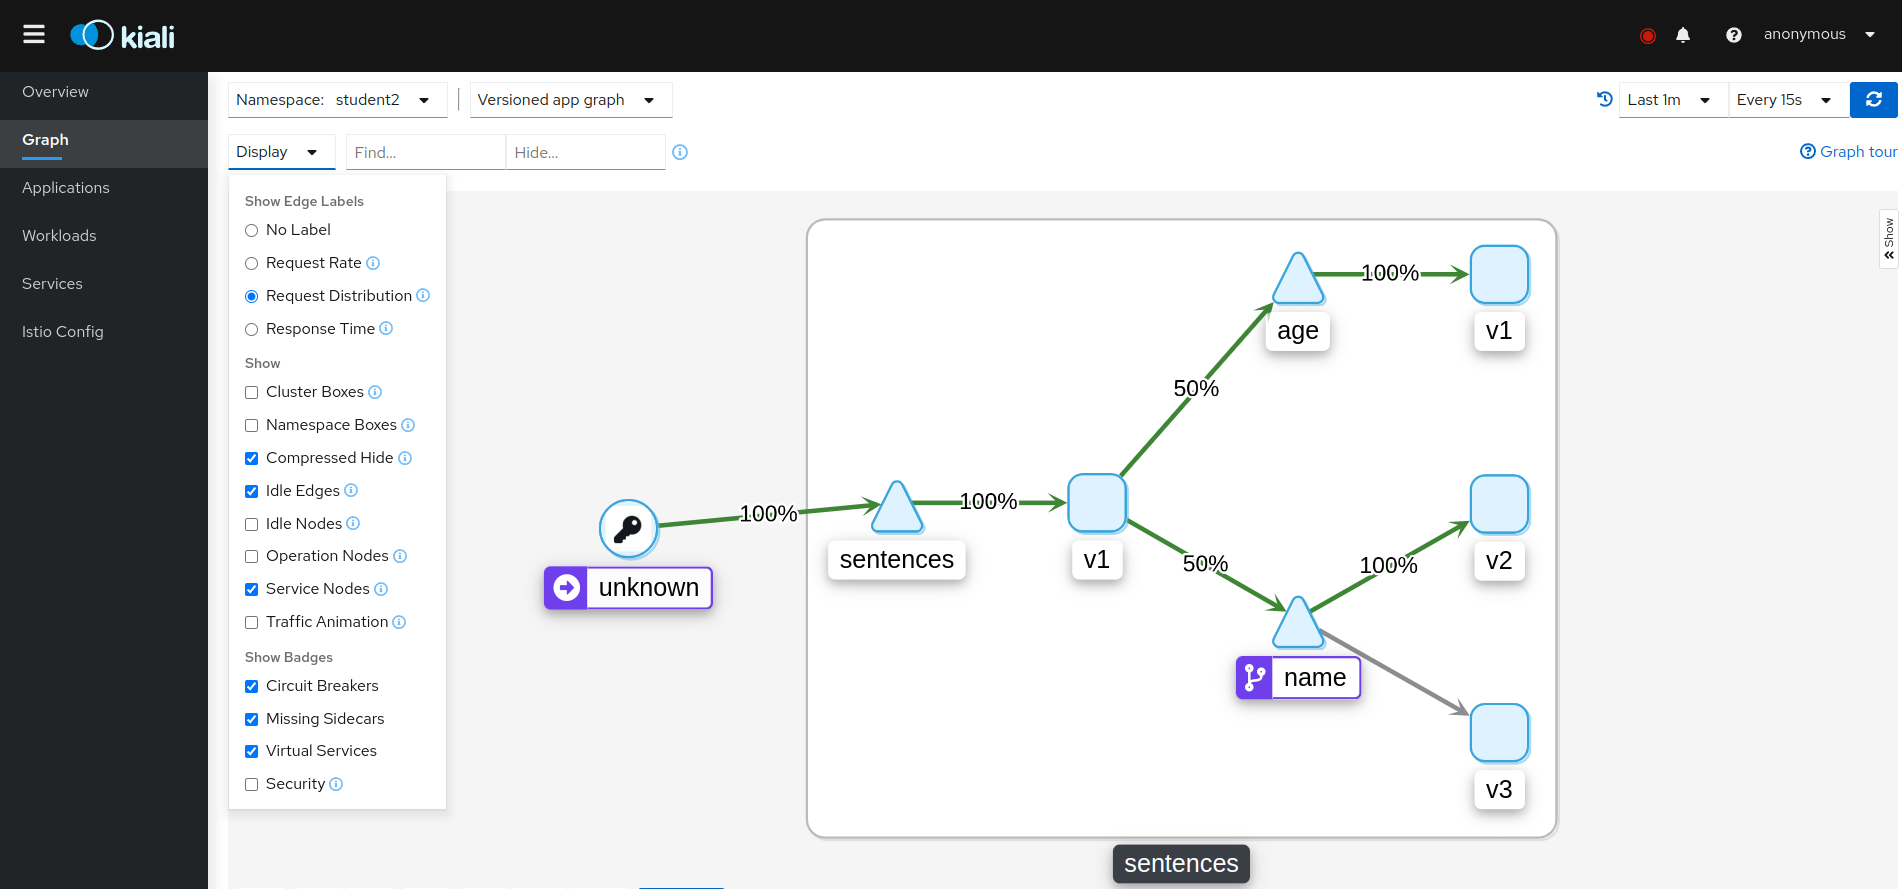 kiali
anonymous
Overview
Graph
Applications
Workloads
Services
Istio Config
Namespace: student2
Versioned app graph
Last 1m
Every 15s
Display
Find...
Hide...
Graph tour
Show Edge Labels
No Label
Request Rate
Request Distribution
Response Time
Show
Cluster Boxes
Namespace Boxes
Compressed Hide
Idle Edges
Idle Nodes
Operation Nodes
Service Nodes
Traffic Animation
Show Badges
Circuit Breakers
Missing Sidecars
Virtual Services
Security
Show
100%
age
v1
50%
100%
100%
sentences
v1
unknown
50%
100%
v2
name
v3
sentences